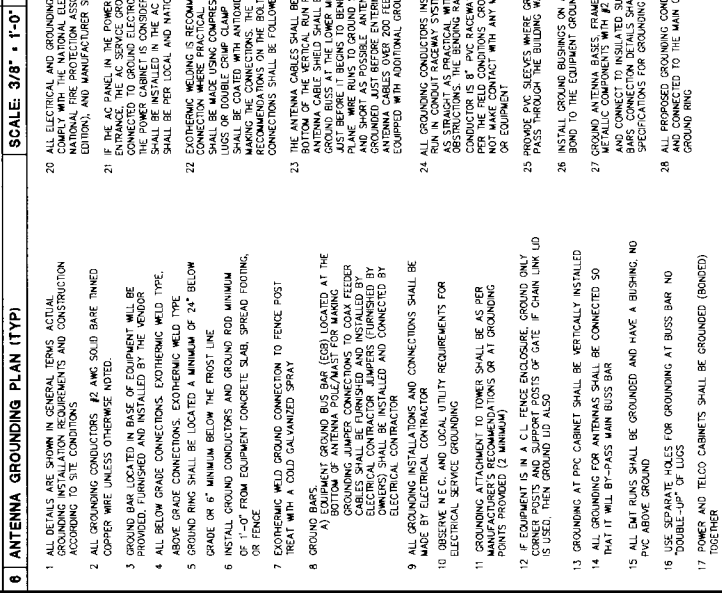 6 ANTENNA GROUNDING PLAN (TYP)
SCALE: 3/8" = 1'-0"
1 ALL DETAILS ARE SHOWN IN GENERAL TERMS ACTUAL
GROUNDING INSTALLATION REQUIREMENTS AND CONSTRUCTION
ACCORDING TO SITE CONDITIONS
2 ALL GROUNDING CONDUCTORS #2 AWG SOLID BARE TINNED
COPPER WIRE UNLESS OTHERWISE NOTED.
3 GROUND BAR LOCATED IN BASE OF EQUIPMENT WILL BE
PROVIDED, FURNISHED AND INSTALLED BY THE VENDOR
4 ALL BELOW GRADE CONNECTIONS. EXOTHERMIC WELD TYPE,
ABOVE GRADE CONNECTIONS. EXOTHERMIC WELD TYPE
5 GROUND RING SHALL BE LOCATED A MINIMUM OF 24" BELOW
GRADE OR 6" MINIMUM BELOW THE FROST LINE
6 INSTALL GROUND CONDUCTORS AND GROUND ROD MINIMUM
OF 1'-0" FROM EQUIPMENT CONCRETE SLAB, SPREAD FOOTING,
OR FENCE
7 EXOTHERMIC WELD GROUND CONNECTION TO FENCE POST
TREAT WITH A COLD GALVANIZED SPRAY
8 GROUND BARS.
A) EQUIPMENT GROUND BUS BAR (EGB) LOCATED AT THE
BOTTOM OF ANTENNA POLE/MAST FOR MAKING
GROUNDING JUMPER CONNECTIONS TO COAX FEEDER
CABLES SHALL BE FURNISHED AND INSTALLED BY
ELECTRICAL CONTRACTOR JUMPERS (FURNISHED BY
OWNERS) SHALL BE INSTALLED AND CONNECTED BY
ELECTRICAL CONTRACTOR
9 ALL GROUNDING INSTALLATIONS AND CONNECTIONS SHALL BE
MADE BY ELECTRICAL CONTRACTOR
10 OBSERVE N.E.C. AND LOCAL UTILITY REQUIREMENTS FOR
ELECTRICAL SERVICE GROUNDING
11 GROUNDING ATTACHMENT TO TOWER SHALL BE AS PER
MANUFACTURER'S RECOMMENDATIONS OR AT GROUNDING
POINTS PROVIDED (2 MINIMUM)
12 IF EQUIPMENT IS IN A C.L. FENCE ENCLOSURE, GROUND ONLY
CORNER POSTS AND SUPPORT POSTS OF GATE IF CHAIN LINK LID
IS USED, THEN GROUND LID ALSO
13 GROUNDING AT PPC CABINET SHALL BE VERTICALLY INSTALLED
14 ALL GROUNDING FOR ANTENNAS SHALL BE CONNECTED SO
THAT IT WILL BY-PASS MAIN BUSS BAR
15 ALL EMT RUNS SHALL BE GROUNDED AND HAVE A BUSHING, NO
PVC ABOVE GROUND
16 USE SEPARATE HOLES FOR GROUNDING AT BUSS BAR NO
"DOUBLE-UP" OF LUGS
17 POWER AND TELCO CABINETS SHALL BE GROUNDED (BONDED)
TOGETHER
20 ALL ELECTRICAL AND GROUNDING
COMPLY WITH THE NATIONAL ELE
NATIONAL FIRE PROTECTION ASSO
EDITION), AND MANUFACTURER S
21 IF THE AC PANEL IN THE POWER
ENTRANCE, THE AC SERVICE GRO
CONNECTED TO GROUND ELECTRO
THE POWER CABINET IS CONSIDE
SHALL BE INSTALLED IN THE AC
SHALL BE PER LOCAL AND NATIO
22 EXOTHERMIC WELDING IS RECOMM
CONNECTION WHERE PRACTICAL.
SHALL BE MADE USING COMPRES
LUGS OR DOUBLE HOLE CLAMPS
SHALL BE COATED WITH ANTIOXID
MAKING THE CONNECTIONS. THE
RECOMMENDATIONS ON THE BOLT
CONNECTIONS SHALL BE FOLLOWE
23 THE ANTENNA CABLES SHALL BE
BOTTOM OF THE VERTICAL RUN F
ANTENNA CABLE SHIELD SHALL B
GROUND BUSS AT THE LOWER M
JUST BEFORE IT BEGINS TO BEN
PLANE WIRE RUNS TO GROUND
AND SHORT AS POSSIBLE ANTEN
GROUNDED JUST BEFORE ENTERIN
ANTENNA CABLES OVER 200 FEE
EQUIPPED WITH ADDITIONAL GROU
24 ALL GROUNDING CONDUCTORS INS
RUN IN CONDUIT RACEWAY SYST
AS STRAIGHT AS PRACTICAL WIT
OBSTRUCTIONS. THE BENDING RA
CONDUCTOR IS 8" PVC RACEWA
PER THE FIELD CONDITIONS GRO
NOT MAKE CONTACT WITH ANY M
OR EQUIPMENT
25 PROVIDE PVC SLEEVES WHERE GR
PASS THROUGH THE BUILDING WA
26 INSTALL GROUND BUSHINGS ON
BOND TO THE EQUIPMENT GROUN
27 GROUND ANTENNA BASES, FRAME
METALLIC COMPONENTS WITH #2
AND CONNECT TO INSULATED
BARS CONNECTION DETAILS SHA
SPECIFICATIONS FOR GROUNDING
28 ALL PROPOSED GROUNDING COND
AND CONNECTED TO THE MAIN G
GROUND RING